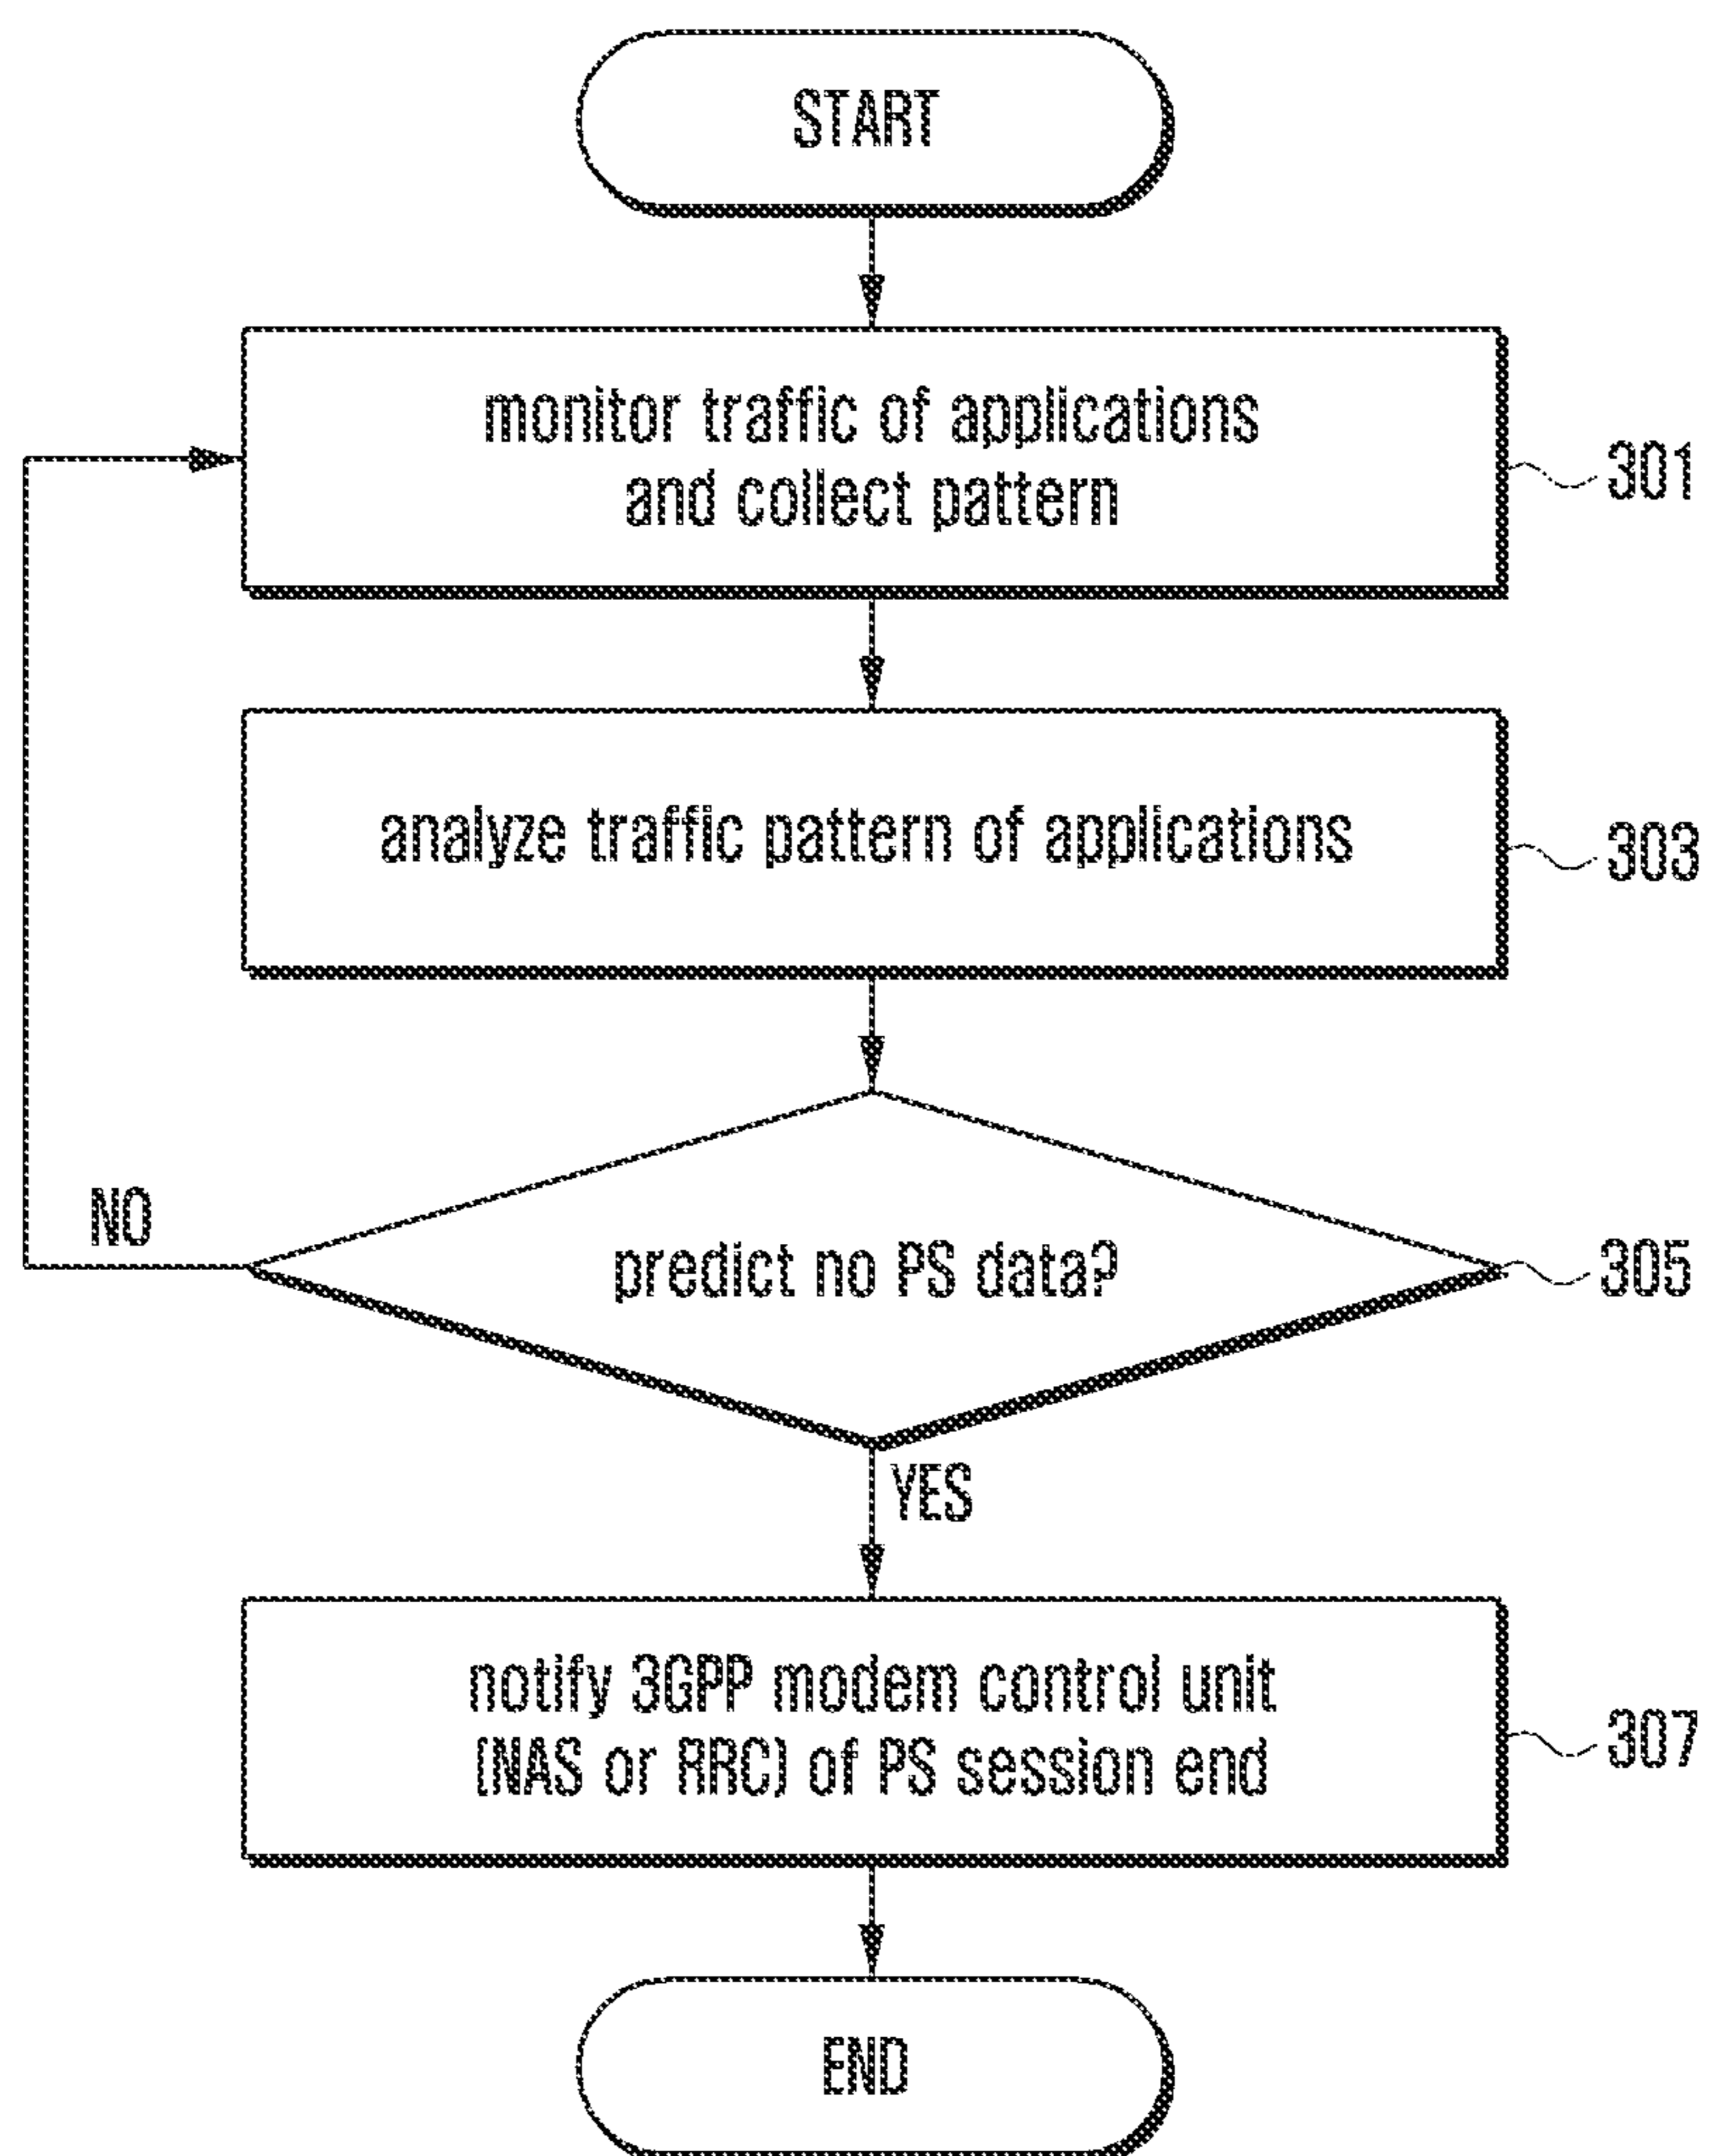 START
monitor traffic of applications
and collect pattern
301
analyze traffic pattern of applications
303
predict no PS data?
305
NO
YES
notify 3GPP modem control unit
(NAS or RRC) of PS session end
307
END